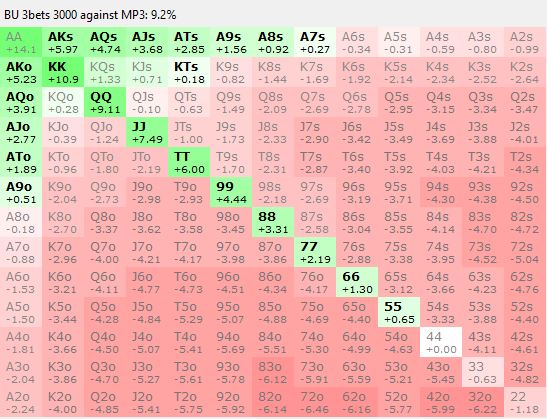 BU 3bets 3000 against MP3: 9.2%
AA AKs AQs AJs ATs A9s A8s A7s A6s A5s A4s A3s A2s
+14.1 +5.97 +4.74 +3.68 +2.85 +1.56 +0.92 +0.27 -0.34 -0.31 -0.59 -0.80 -0.99
AKo KK KQs KJs KTs K9s K8s K7s K6s K5s K4s K3s K2s
+5.23 +10.9 +1.33 +0.71 +0.18 -0.82 -1.44 -1.69 -1.92 -2.14 -2.34 -2.52 -2.64
AQo KQo QQ QJs QTs Q9s Q8s Q7s Q6s Q5s Q4s Q3s Q2s
+3.91 +0.28 +9.11 -0.10 -0.63 -1.49 -2.09 -2.69 -2.78 -2.95 -3.15 -3.34 -3.47
AJo KJo QJo JJ JTs J9s J8s J7s J6s J5s J4s J3s J2s
+2.77 -0.39 -1.24 +7.49 -1.00 -1.73 -2.33 -2.90 -3.42 -3.49 -3.69 -3.88 -4.01
ATo KTo QTo JTo TT T9s T8s T7s T6s T5s T4s T3s T2s
+1.89 -0.96 -1.80 -2.19 +6.00 -1.70 -2.31 -2.87 -3.40 -3.92 -4.03 -4.21 -4.34
A9o K9o Q9o J9o T9o 99 98s 97s 96s 95s 94s 93s 92s
+0.51 -2.04 -2.73 -2.98 -2.93 +4.44 -2.18 -2.69 -3.19 -3.71 -4.30 -4.38 -4.50
A8o K8o Q8o J8o T8o 98o 88 87s 86s 85s 84s 83s 82s
-0.18 -2.70 -3.37 -3.62 -3.58 -3.45 +3.31 -2.58 -3.04 -3.55 -4.14 -4.70 -4.72
A7o K7o Q7o J7o T7o 97o 87o 77 76s 75s 74s 73s 72s
-0.88 -2.96 -4.00 -4.21 -4.17 -3.98 -3.86 +2.19 -2.88 -3.38 -3.95 -4.52 -5.04
A6o K6o Q6o J6o T6o 96o 86o 76o 66 65s 64s 63s 62s
-1.53 -3.21 -4.11 -4.77 -4.73 -4.51 -4.34 -4.17 +1.30 -3.12 -3.66 -4.23 -4.76
A5o K5o Q5o J5o T5o 95o 85o 75o 65o 55 54s 53s 52s
-1.50 -3.44 -4.28 -4.84 -5.29 -5.07 -4.88 -4.69 -4.40 +0.65 -3.33 -3.88 -4.40
A4o K4o Q4o J4o T4o 94o 84o 74o 64o 54o 44 43s 42s
-1.81 -3.66 -4.50 -5.07 -5.41 -5.69 -5.51 -5.30 -4.99 -4.63 +0.00 -4.11 -4.61
A3o K3o Q3o J3o T3o 93o 83o 73o 63o 53o 43o 33 32s
-2.04 -3.86 -4.70 -5.27 -5.61 -5.78 -6.12 -5.91 -5.59 -5.21 -5.45 -0.63 -4.82
A2o K2o Q2o J2o T2o 92o 82o 72o 62o 52o 42o 32o 22
-2.24 -4.00 -4.85 -5.41 -5.75 -5.92 -6.14 -6.46 -6.16 -5.77 -5.99 -6.22 -1.18